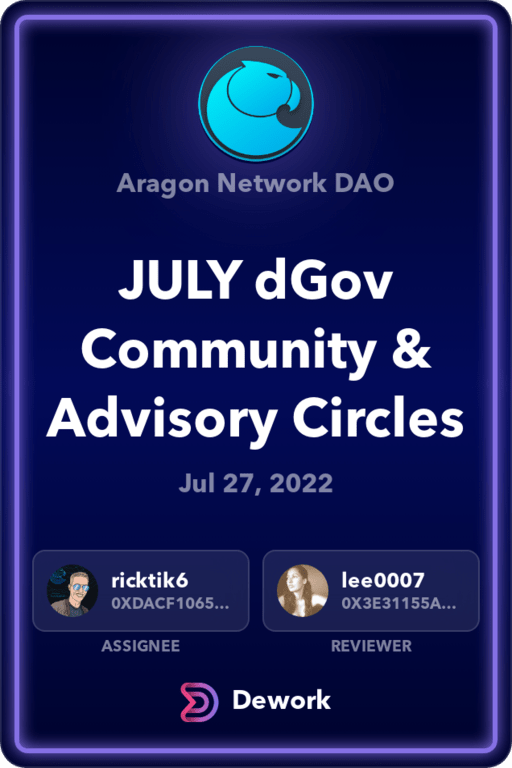 Aragon Network DAO
JULY dGov
Community &
Advisory Circles
Jul 27, 2022
ricktik6
0XDACF1065...
lee0007
0X3E31155A...
ASSIGNEE
REVIEWER
Dework